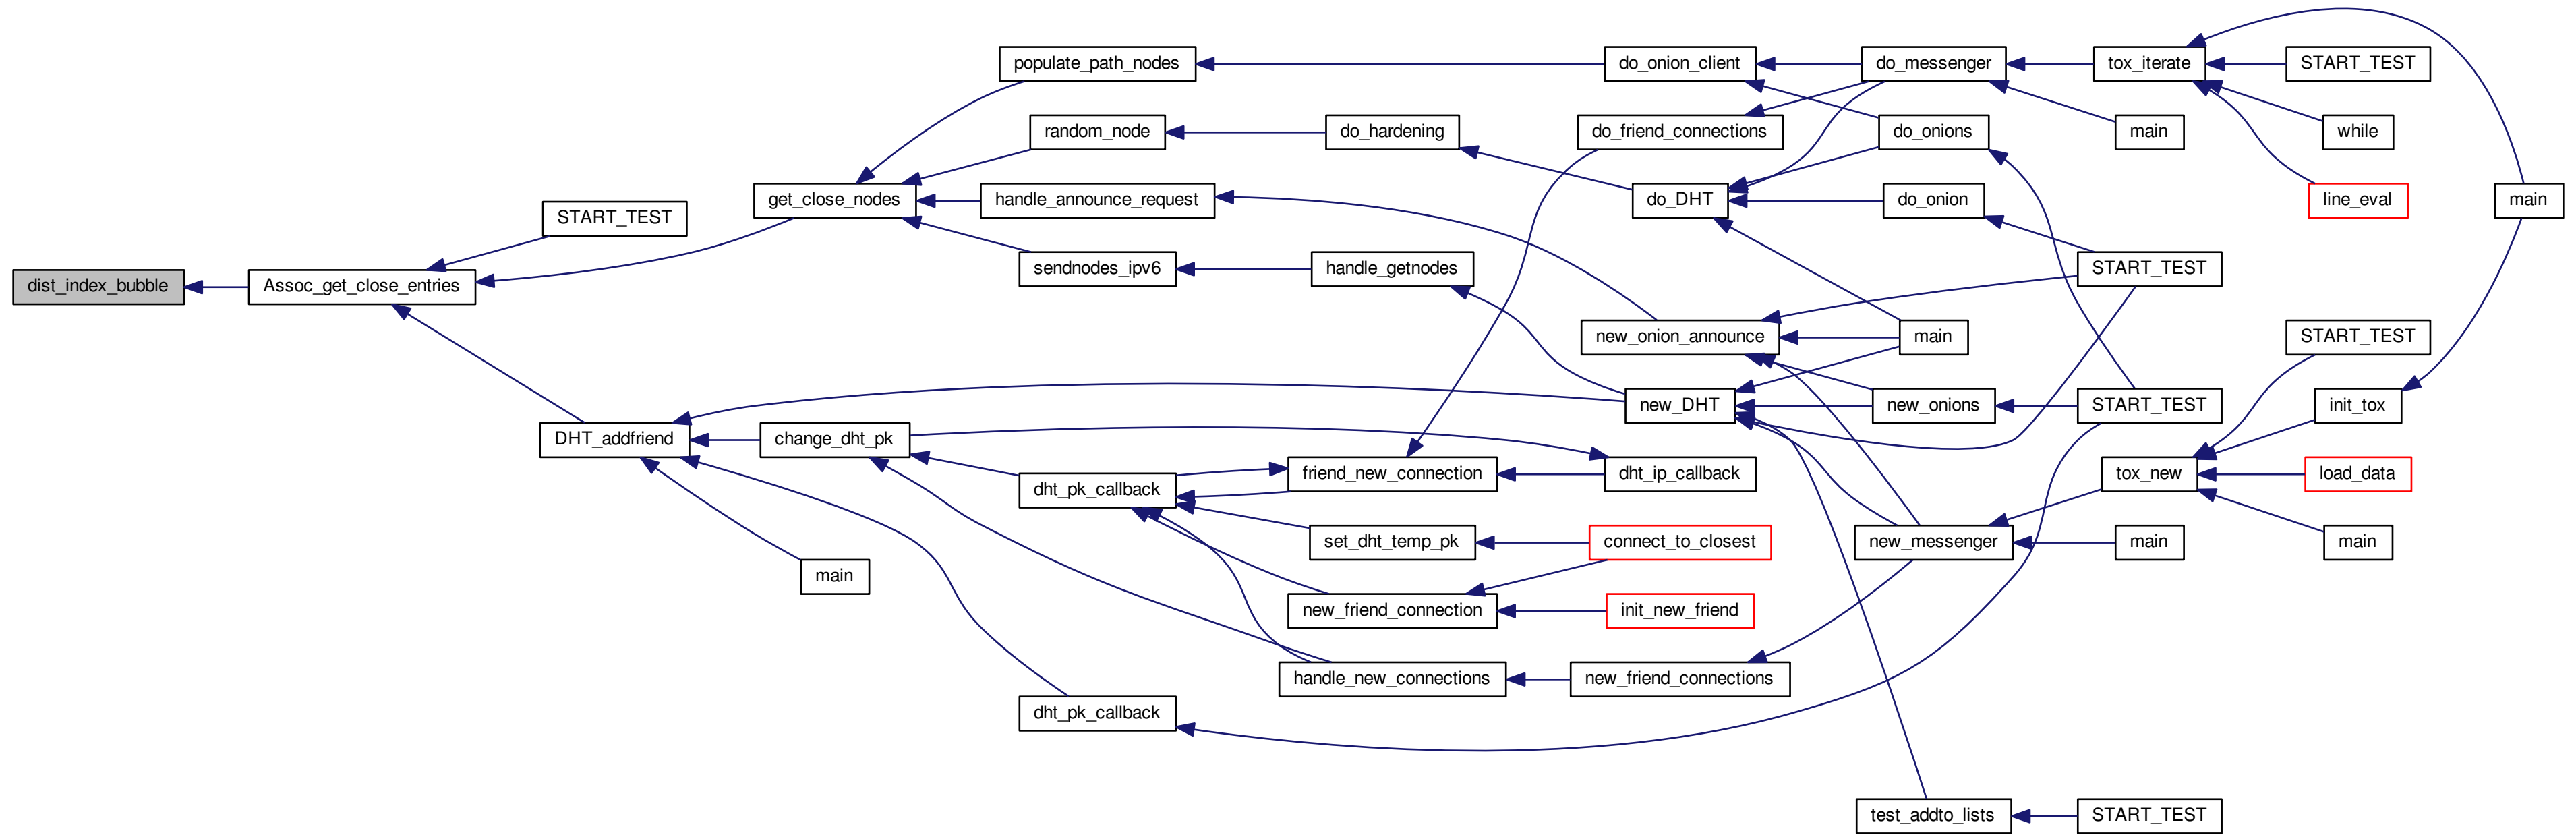 dist_index_bubble
Assoc_get_close_entries
START_TEST
get_close_nodes
DHT_addfriend
populate_path_nodes
random_node
handle_announce_request
sendnodes_ipv6
change_dht_pk
main
dht_pk_callback
dht_pk_callback
do_hardening
handle_getnodes
friend_new_connection
set_dht_temp_pk
new_friend_connection
handle_new_connections
do_onion_client
do_friend_connections
do_DHT
new_onion_announce
new_DHT
dht_ip_callback
connect_to_closest
init_new_friend
new_friend_connections
do_messenger
do_onions
do_onion
main
new_onions
new_messenger
test_addto_lists
tox_iterate
main
START_TEST
START_TEST
tox_new
main
START_TEST
START_TEST
while
line_eval
START_TEST
init_tox
load_data
main
main